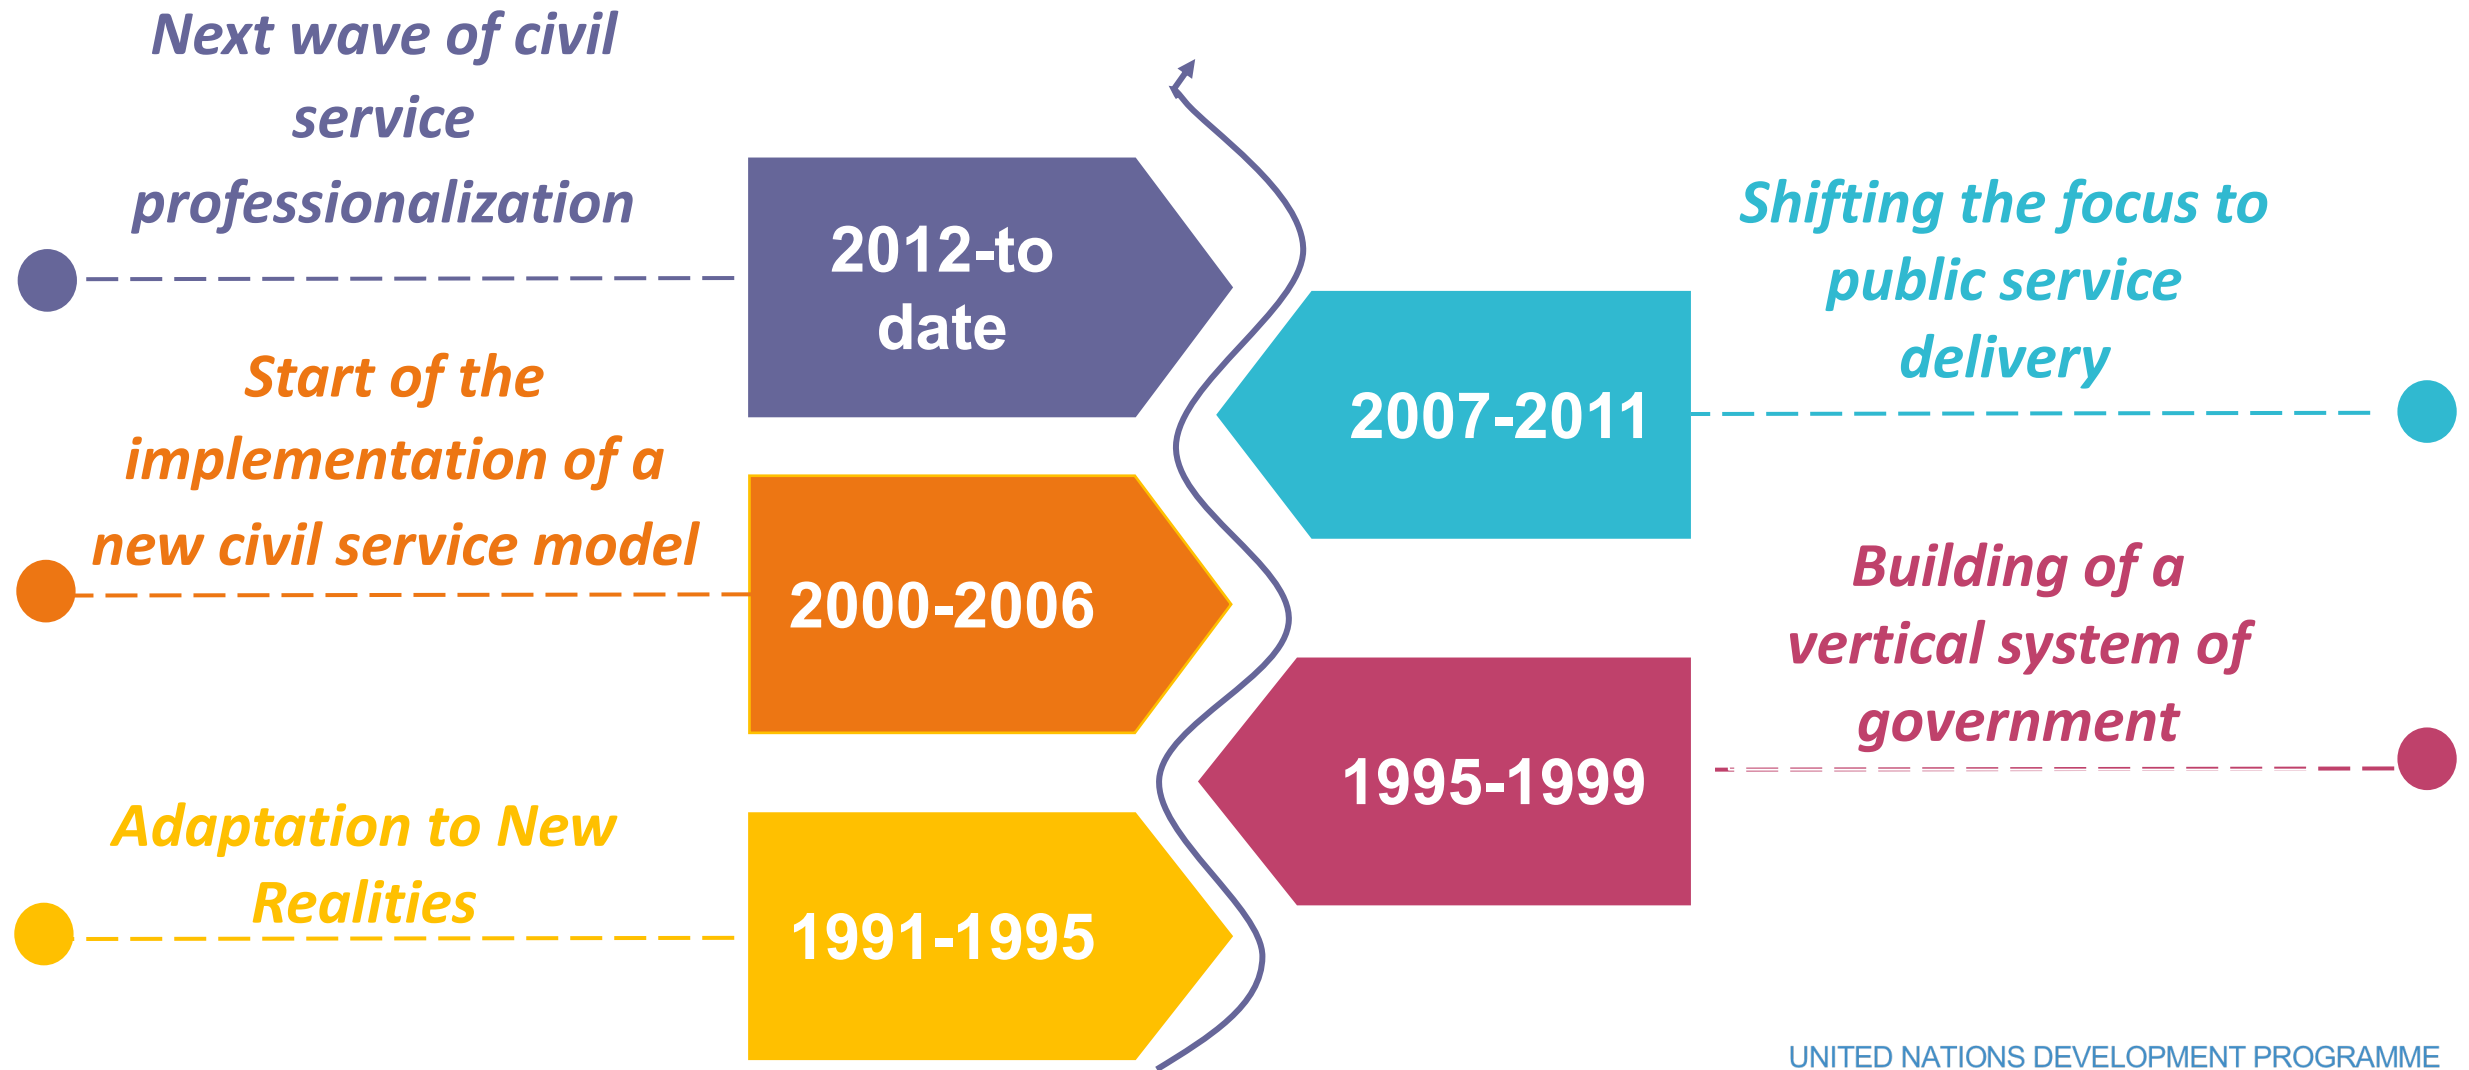 Next wave of civil
service
professionalization
2012-to
date
Shifting the focus to
public service
delivery
2007-2011
Start of the
implementation of a
new civil service model
2000-2006
Building of a
vertical system of
government
1995-1999
Adaptation to New
Realities
1991-1995
UNITED NATIONS DEVELOPMENT PROGRAMME